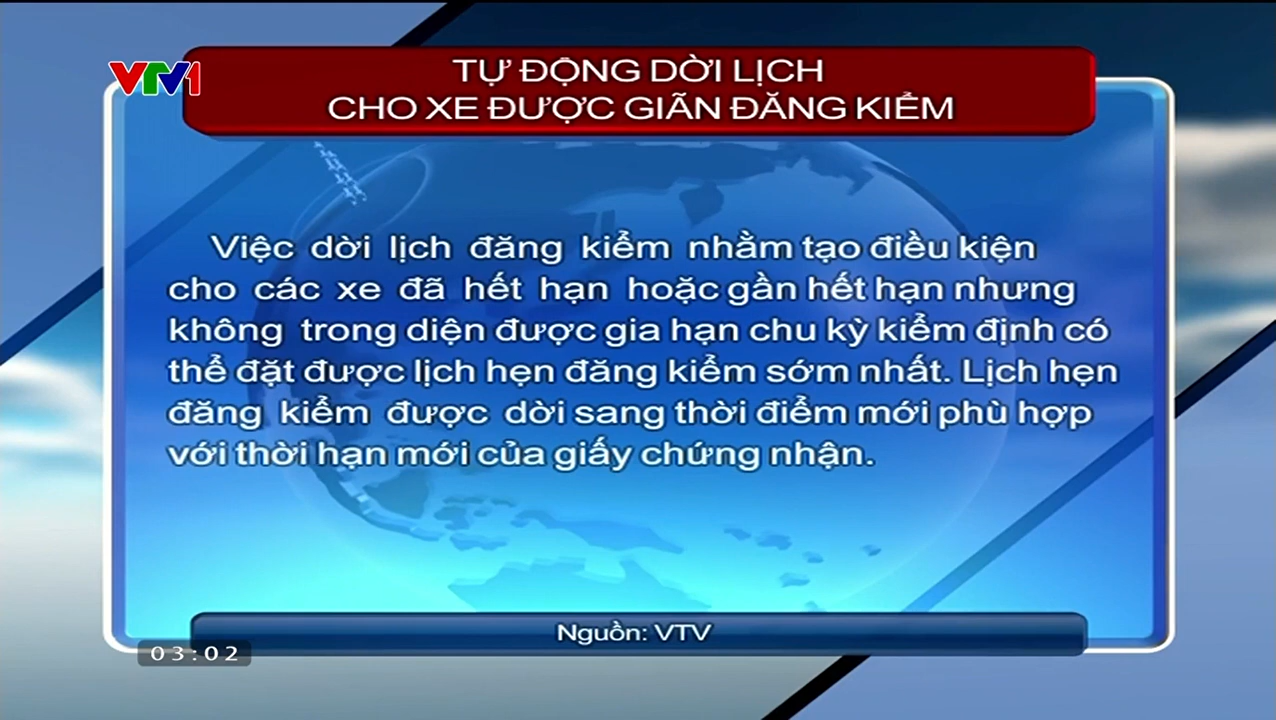 VTV1
TỰ ĐỘNG DỜI LỊCH
CHO XE ĐƯỢC GIÃN ĐĂNG KIỂM
Việc dời lịch đăng kiểm nhằm tạo điều kiện
cho các xe đã hết hạn hoặc gần hết hạn nhưng
không trong diện được gia hạn chu kỳ kiểm định có
thể đặt được lịch hẹn đăng kiểm sớm nhất. Lịch hẹn
đăng kiểm được dời sang thời điểm mới phù hợp
với thời hạn mới của giấy chứng nhận.
Nguồn: VTV
03:02